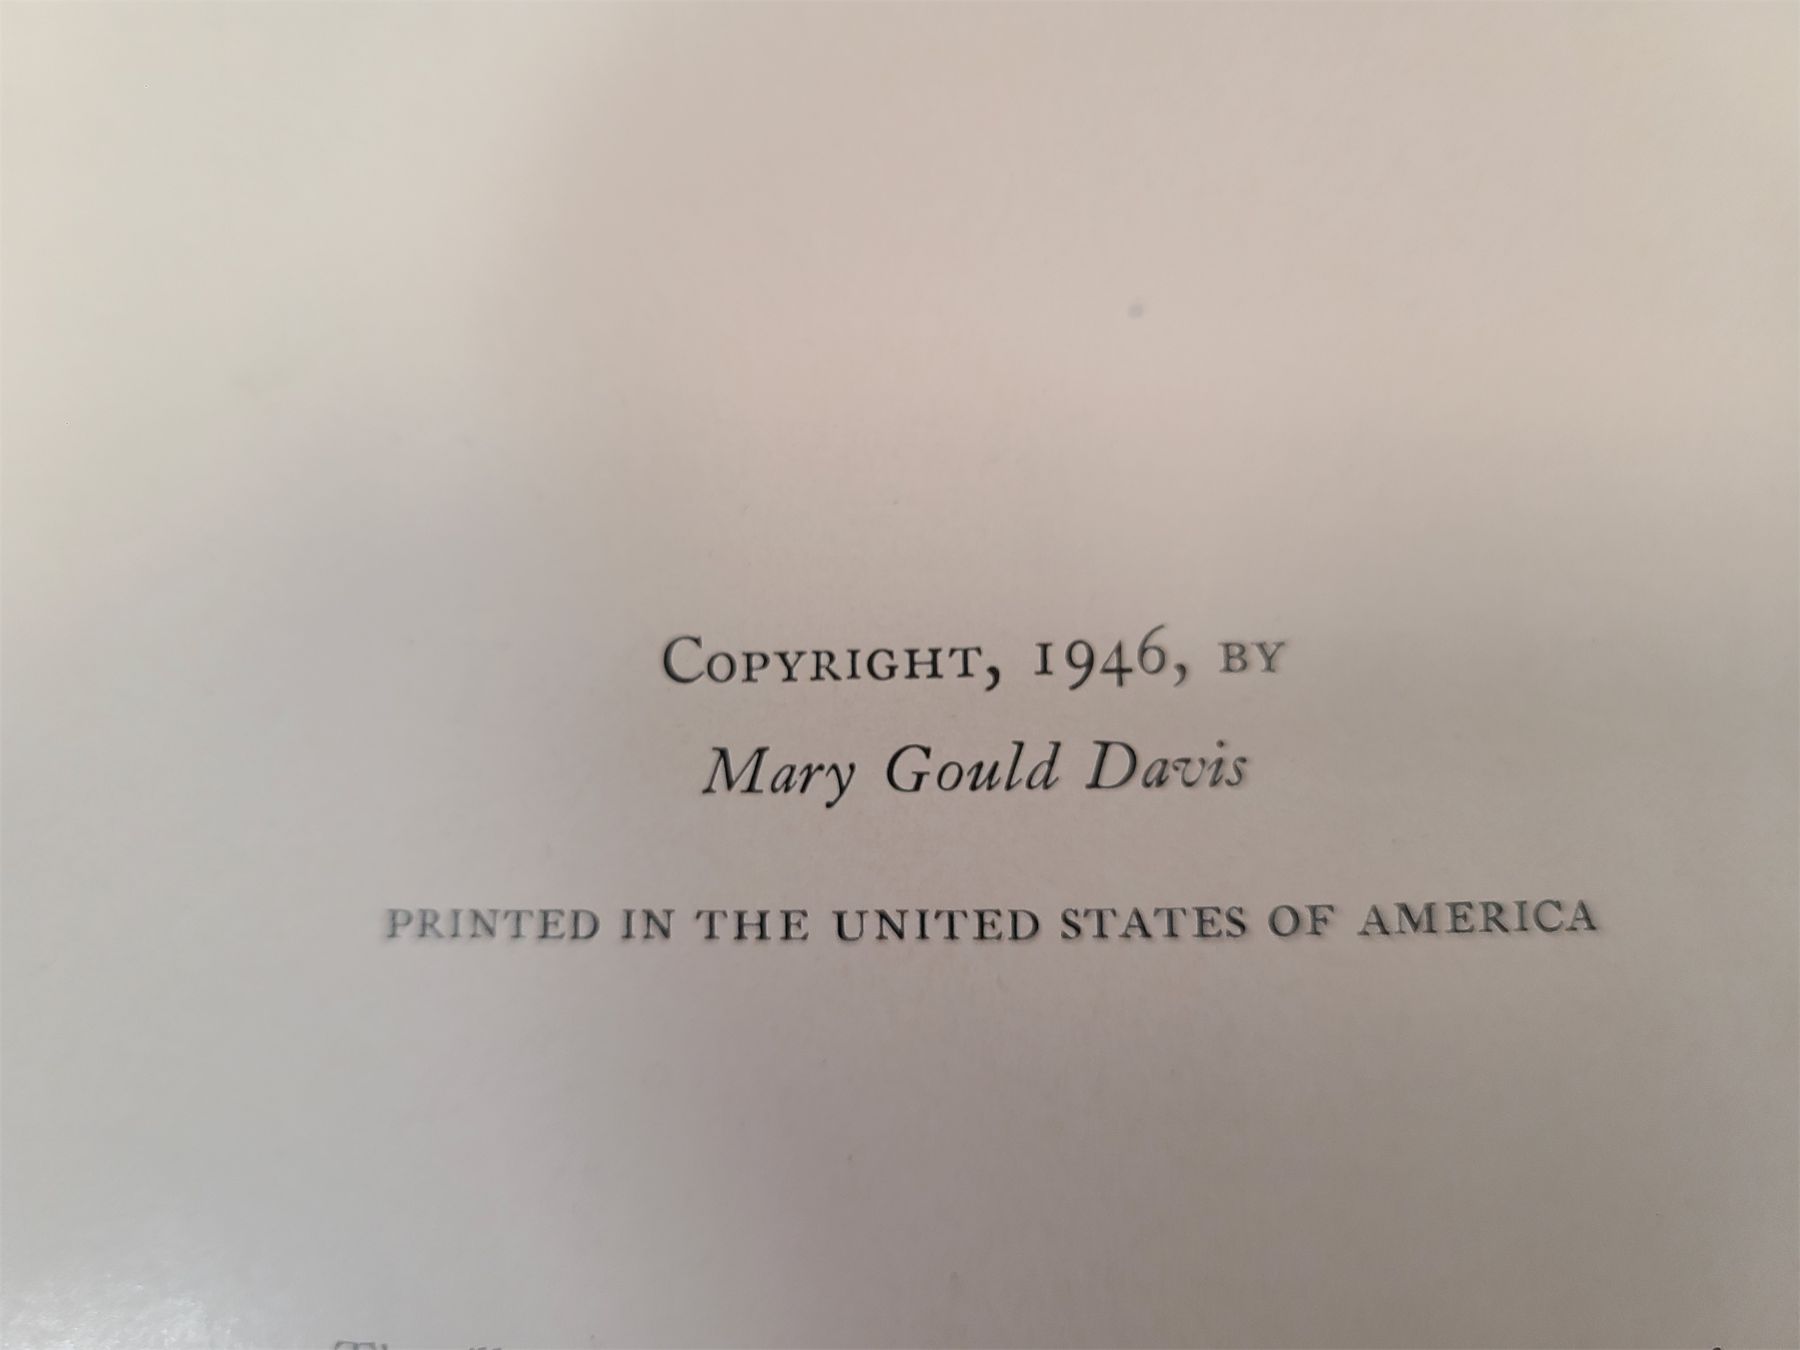 COPYRIGHT, 1946, BY
Mary Gould Davis
PRINTED IN THE UNITED STATES OF AMERICA